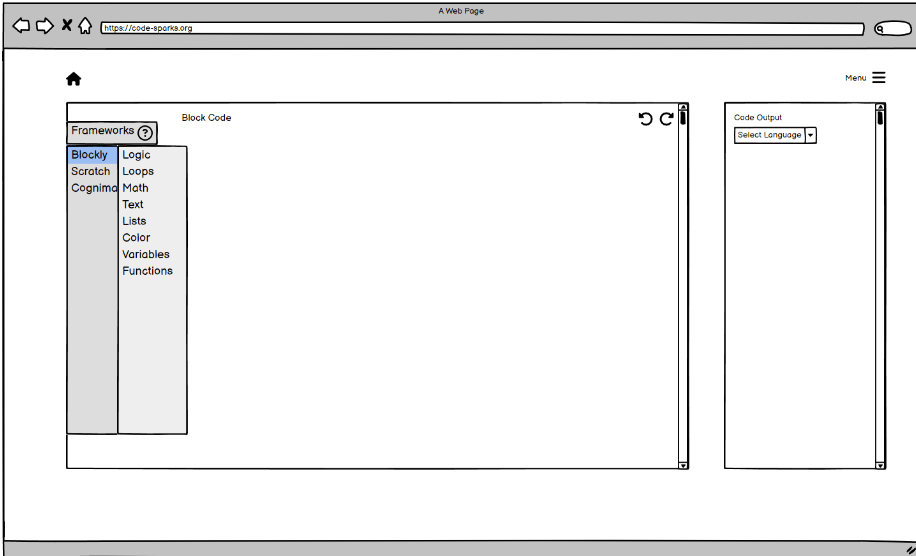 A Web Page
https://code-sparks.org
Menu
Block Code
Frameworks ?
Blockly
Scratch
Cognima
Logic
Loops
Math
Text
Lists
Color
Variables
Functions
Code Output
Select Language